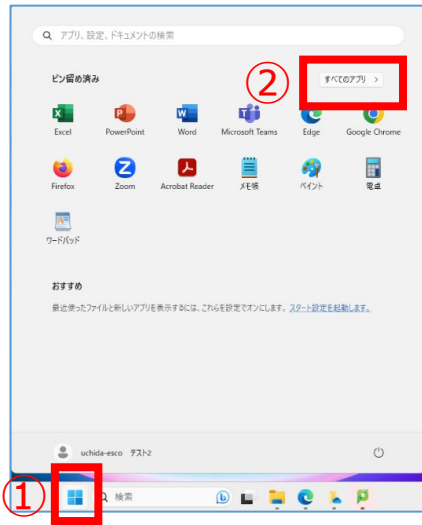 アプリ、設定、ドキュメントの検索
ピン留め済み
②
すべてのアプリ >
Excel
PowerPoint
Word
Microsoft Teams
Edge
Google Chrome
Firefox
Zoom
Acrobat Reader
メモ帳
ペイント
電卓
ワードパッド
おすすめ
最近使ったファイルと新しいアプリを表示するには、これらを設定でオンにします。 スタート設定を起動します。
uchida-esco テスト2
①
検索